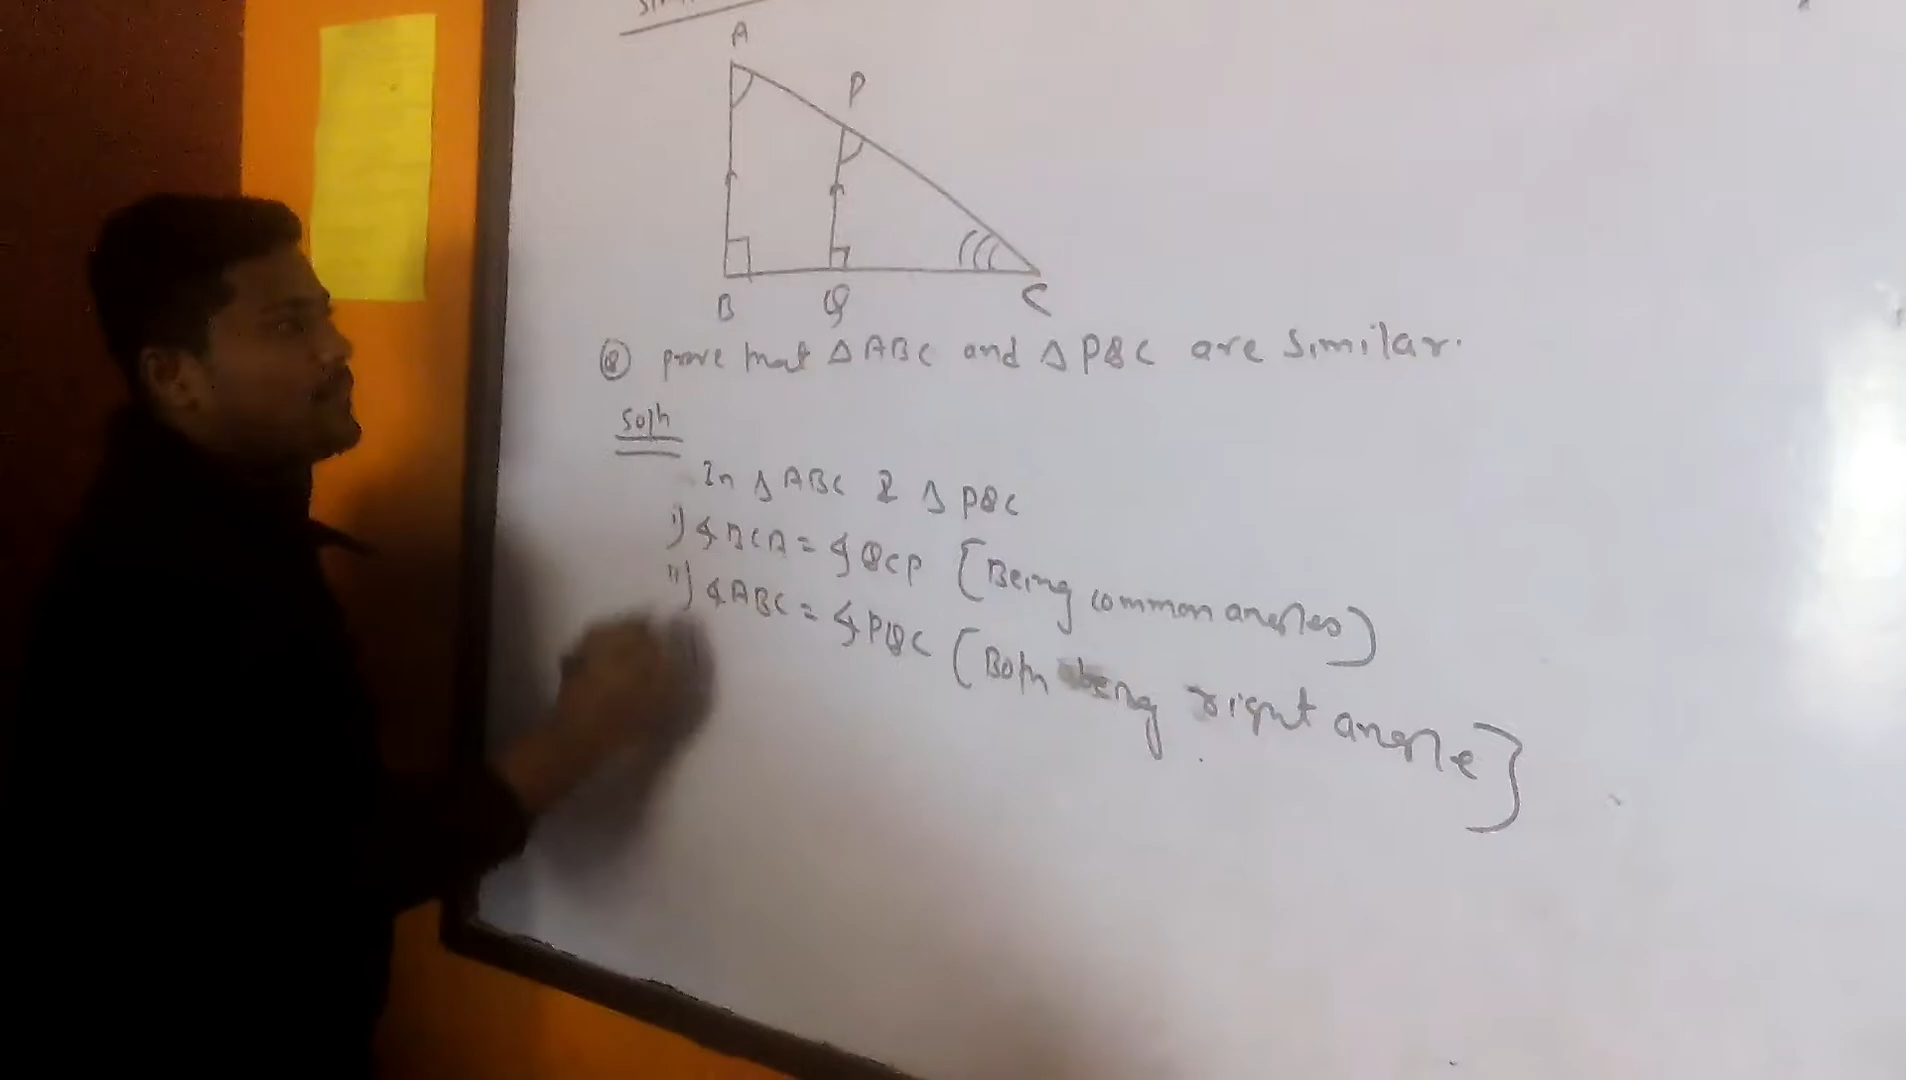 A
P
B Q C
Q prove that Δ ABC and Δ PQC are similar.
Soln
In Δ ABC & Δ PQC
i) ∡BCA = ∡QCP [Being common angles]
ii) ∡ABC = ∡PQC [Both being right angle]